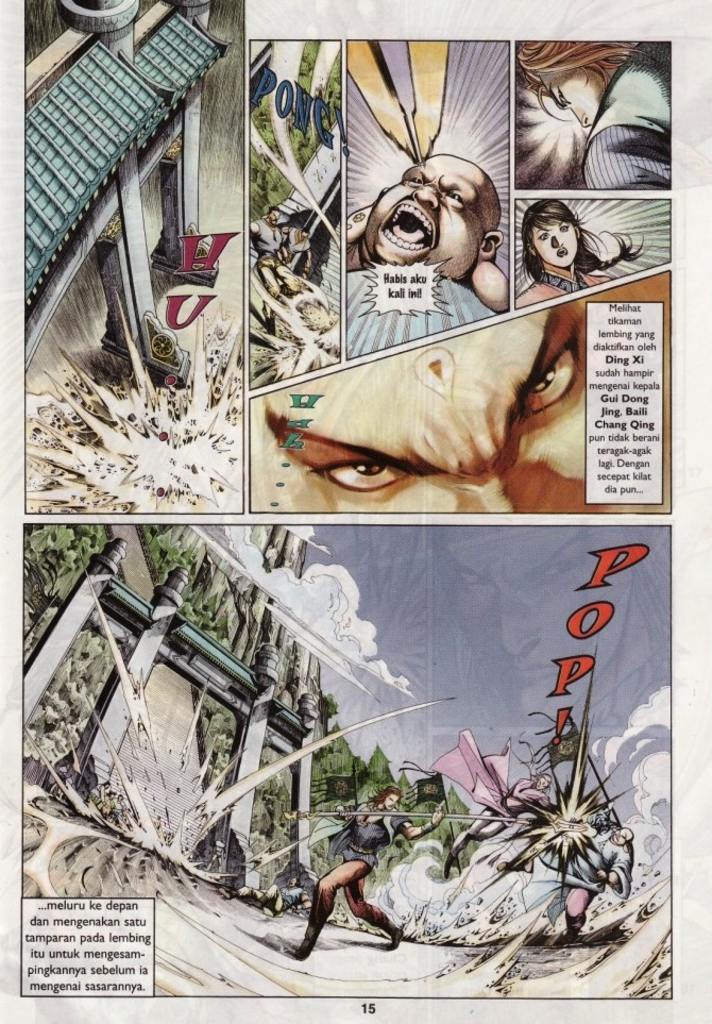 HU
PONG!
Habis aku
kali ini!
Huh..
Melihat
tikaman
lembing yang
diaktifkan oleh
Ding Xi
sudah hampir
mengenai kepala
Gui Dong
Jing, Baili
Chang Qing
pun tidak berani
teragak-agak
lagi. Dengan
secepat kilat
dia pun...
POP!
...meluru ke depan
dan mengenakan satu
tamparan pada lembing
itu untuk mengesam-
pingkannya sebelum ia
mengenai sasarannya.
15